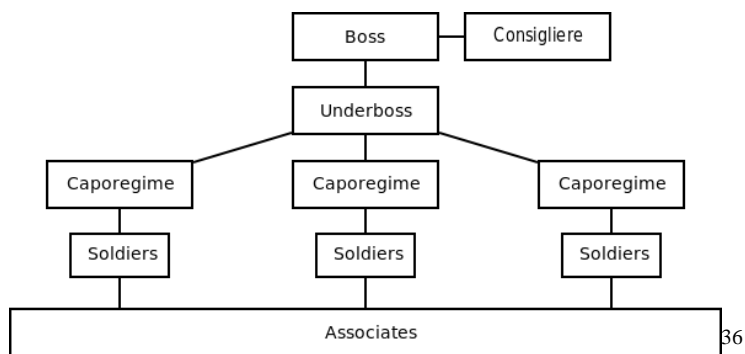 Boss Consigliere
Underboss
Caporegime Caporegime Caporegime
Soldiers Soldiers Soldiers
Associates
36